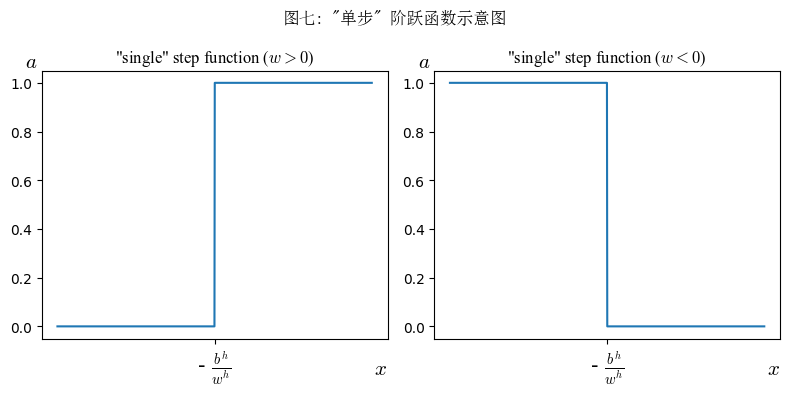 图七: "单步" 阶跃函数示意图
"single" step function (w > 0)
a
1.0
0.8
0.6
0.4
0.2
0.0
- b^h/w^h
x
"single" step function (w < 0)
a
1.0
0.8
0.6
0.4
0.2
0.0
- b^h/w^h
x